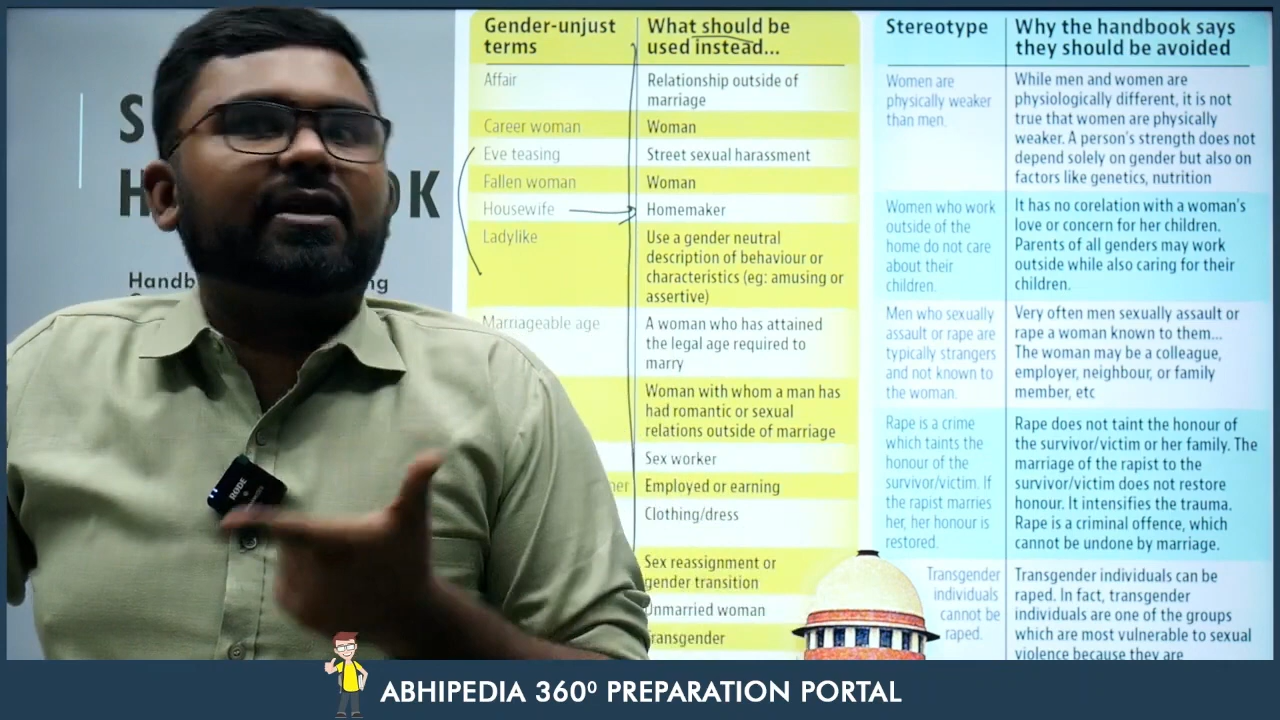 S
H OK
Handb ng
RODE
Gender-unjust
terms
What should be
used instead...
Affair
Relationship outside of
marriage
Career woman
Woman
Eve teasing
Street sexual harassment
Fallen woman
Woman
Housewife
Homemaker
Ladylike
Use a gender neutral
description of behaviour or
characteristics (eg: amusing or
assertive)
Marriageable age
A woman who has attained
the legal age required to
marry
Woman with whom a man has
had romantic or sexual
relations outside of marriage
Sex worker
ner
Employed or earning
Clothing/dress
Sex reassignment or
gender transition
Unmarried woman
Transgender
Stereotype
Why the handbook says
they should be avoided
Women are
physically weaker
than men.
While men and women are
physiologically different, it is not
true that women are physically
weaker. A person's strength does not
depend solely on gender but also on
factors like genetics, nutrition
Women who work
outside of the
home do not care
about their
children.
It has no corelation with a woman's
love or concern for her children.
Parents of all genders may work
outside while also caring for their
children.
Men who sexually
assault or rape are
typically strangers
and not known to
the woman.
Very often men sexually assault or
rape a woman known to them...
The woman may be a colleague,
employer, neighbour, or family
member, etc
Rape is a crime
which taints the
honour of the
survivor/victim. If
the rapist marries
her, her honour is
restored.
Rape does not taint the honour of
the survivor/victim or her family. The
marriage of the rapist to the
survivor/victim does not restore
honour. It intensifies the trauma.
Rape is a criminal offence, which
cannot be undone by marriage.
Transgender
individuals
cannot be
raped.
Transgender individuals can be
raped. In fact, transgender
individuals are one of the groups
which are most vulnerable to sexual
violence because they are
ABHIPEDIA 360⁰ PREPARATION PORTAL